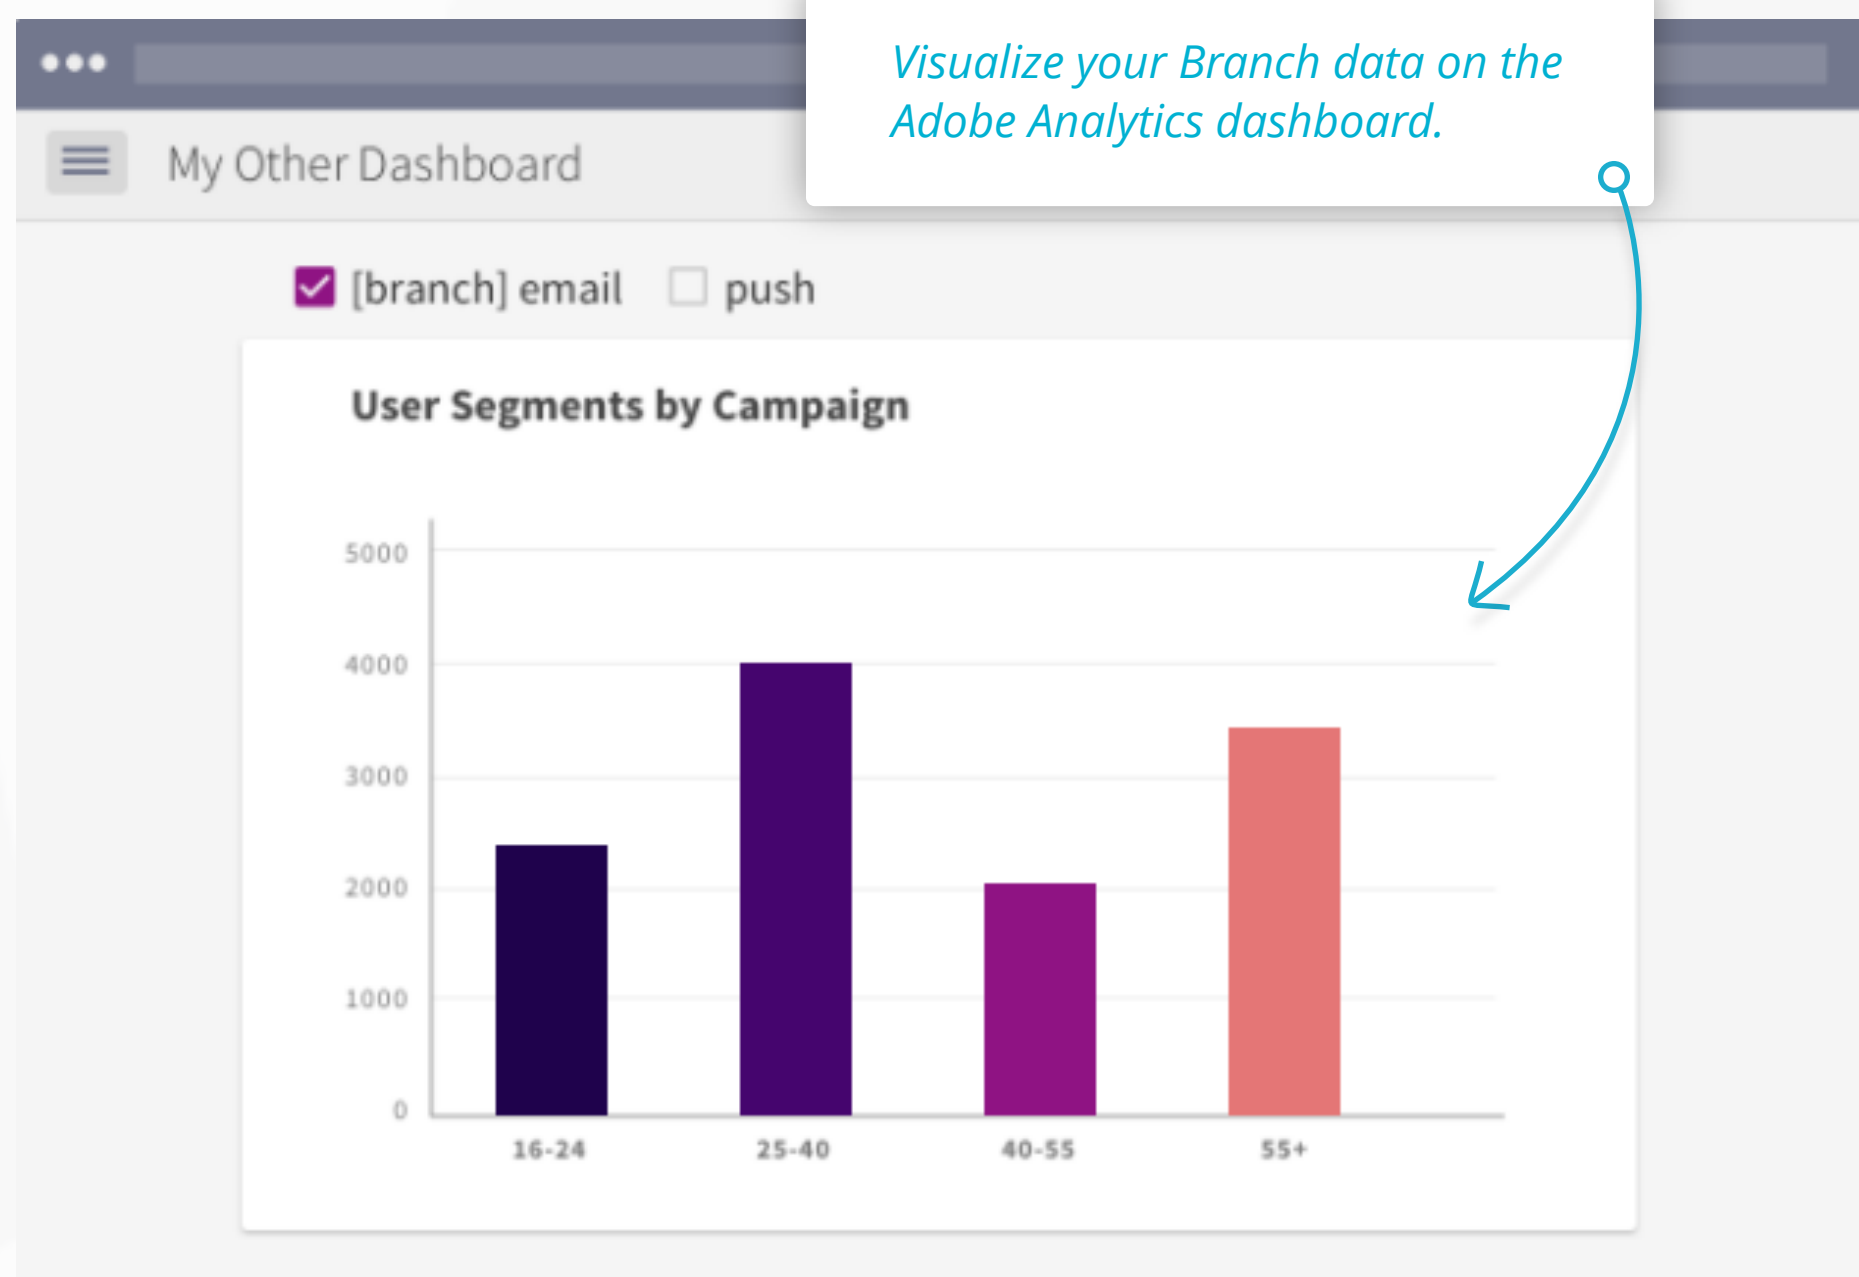 Visualize your Branch data on the
Adobe Analytics dashboard.
My Other Dashboard
[branch] email push
User Segments by Campaign
5000
4000
3000
2000
1000
0
16-24 25-40 40-55 55+